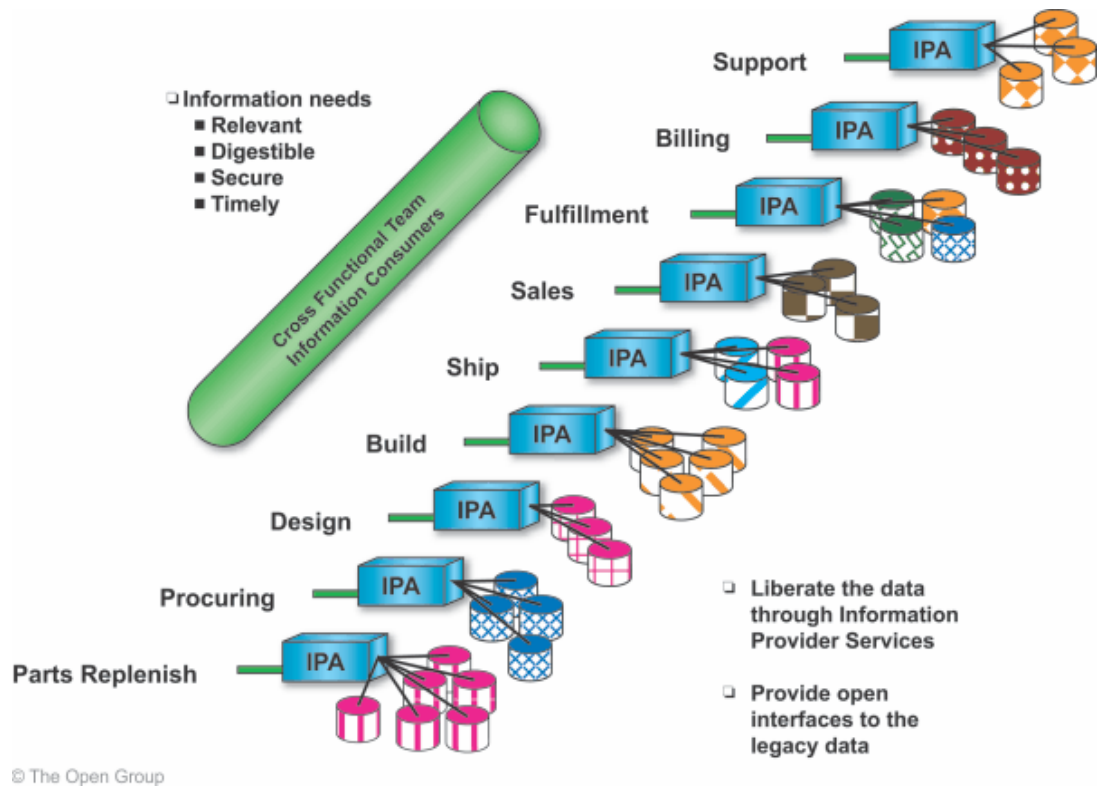 Support
IPA
❑ Information needs
■ Relevant
■ Digestible
■ Secure
■ Timely
Billing
IPA
Fulfillment
IPA
Cross Functional Team
Information Consumers
Sales
IPA
Ship
IPA
Build
IPA
Design
IPA
Procuring
IPA
Parts Replenish
IPA
❑ Liberate the data
through Information
Provider Services
❑ Provide open
interfaces to the
legacy data
© The Open Group